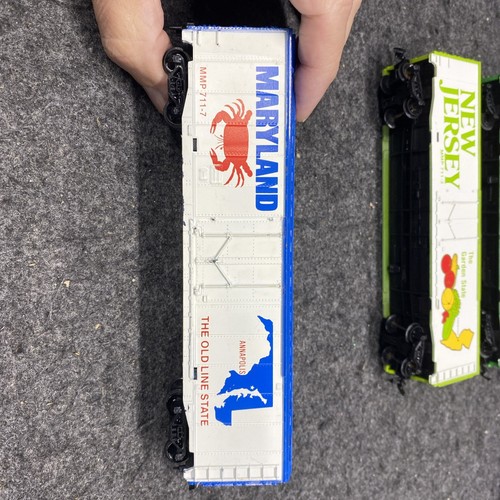 MARYLAND
MMP 711-7
ANNAPOLIS
THE OLD LINE STATE
NEW
JERSEY
The
Garden State